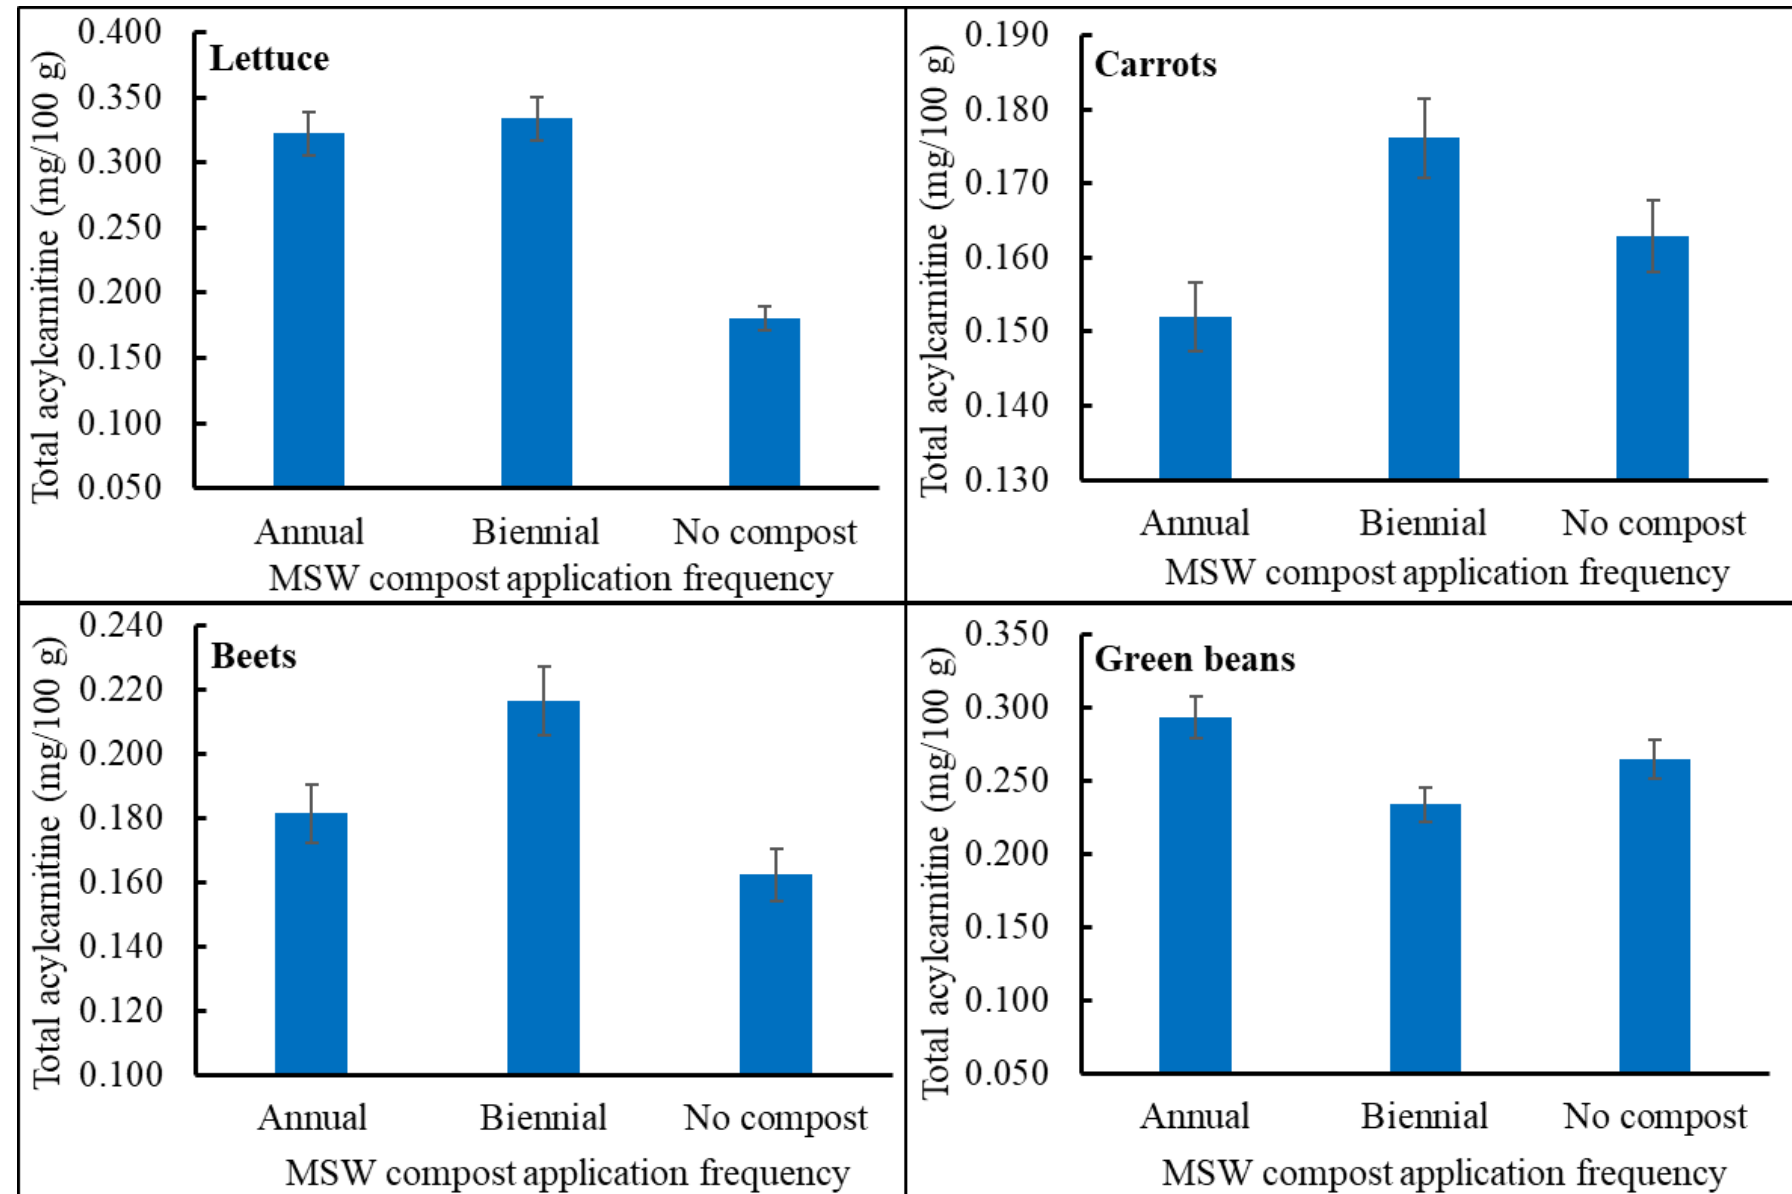 Lettuce
Total acylcarnitine (mg/100 g)
0.400
0.350
0.300
0.250
0.200
0.150
0.100
0.050
Annual Biennial No compost
MSW compost application frequency
Carrots
Total acylcarnitine (mg/100 g)
0.190
0.180
0.170
0.160
0.150
0.140
0.130
Annual Biennial No compost
MSW compost application frequency
Beets
Total acylcarnitine (mg/100 g)
0.240
0.220
0.200
0.180
0.160
0.140
0.120
0.100
Annual Biennial No compost
MSW compost application frequency
Green beans
Total acylcarnitine (mg/100 g)
0.350
0.300
0.250
0.200
0.150
0.100
0.050
Annual Biennial No compost
MSW compost application frequency